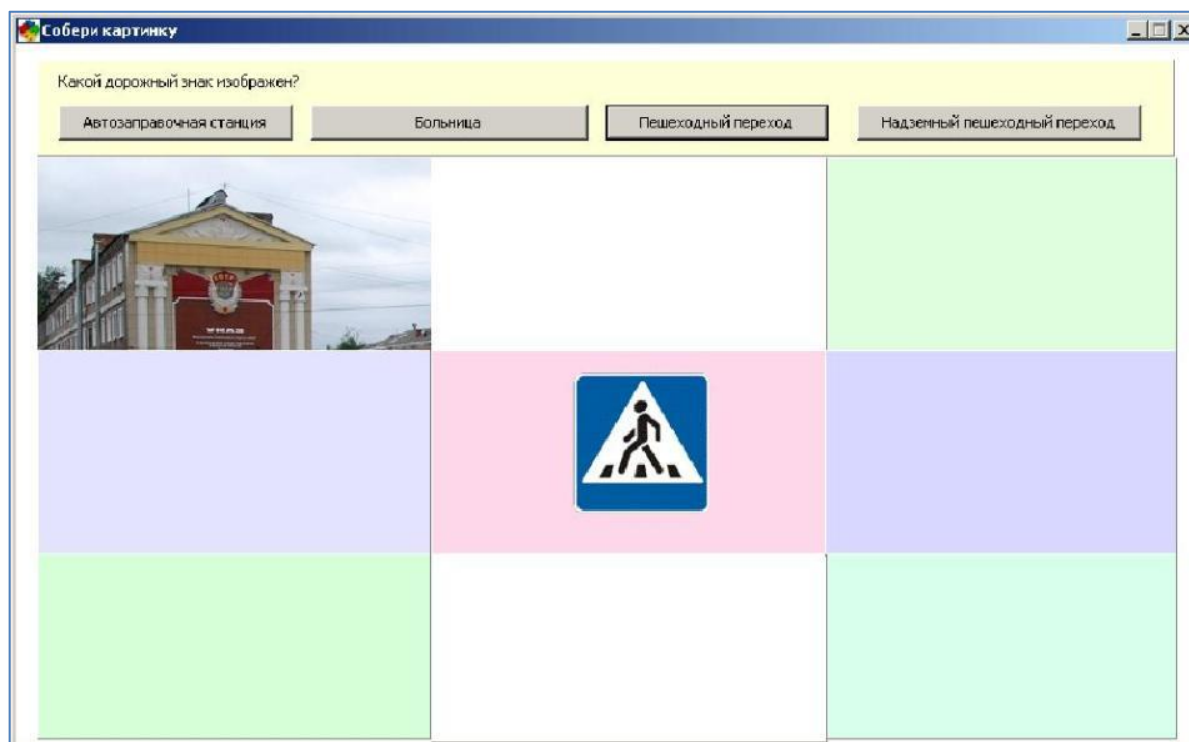 Собери картинку
Какой дорожный знак изображен?
Автозаправочная станция
Больница
Пешеходный переход
Надземный пешеходный переход